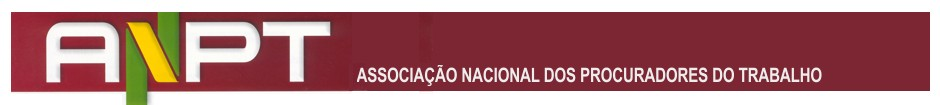 ANPT
ASSOCIAÇÃO NACIONAL DOS PROCURADORES DO TRABALHO